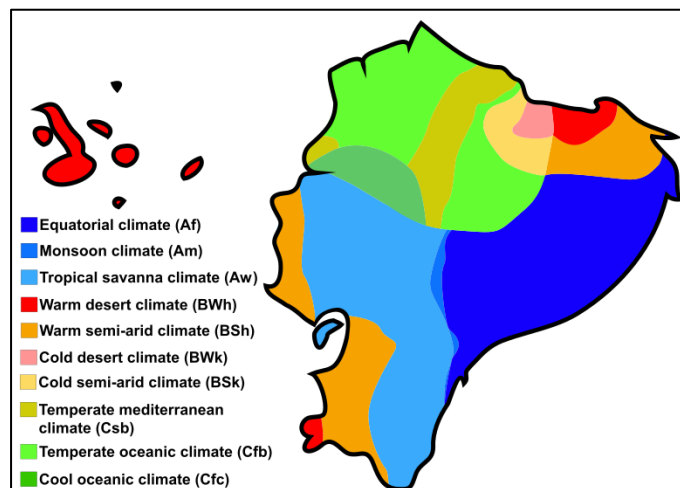 Equatorial climate (Af)
Monsoon climate (Am)
Tropical savanna climate (Aw)
Warm desert climate (BWh)
Warm semi-arid climate (BSh)
Cold desert climate (BWk)
Cold semi-arid climate (BSk)
Temperate mediterranean
climate (Csb)
Temperate oceanic climate (Cfb)
Cool oceanic climate (Cfc)